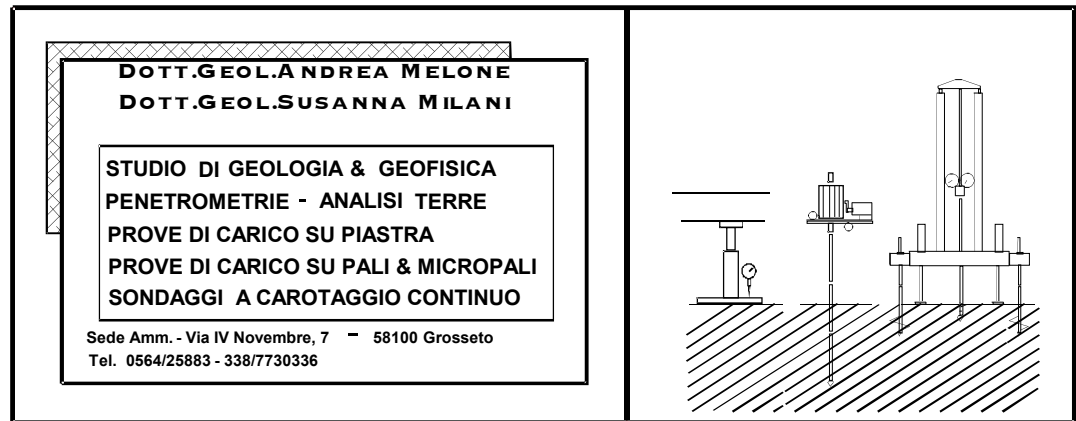 DOTT.GEOL.ANDREA MELONE
DOTT.GEOL.SUSANNA MILANI
STUDIO DI GEOLOGIA & GEOFISICA
PENETROMETRIE - ANALISI TERRE
PROVE DI CARICO SU PIASTRA
PROVE DI CARICO SU PALI & MICROPALI
SONDAGGI A CAROTAGGIO CONTINUO
Sede Amm. - Via IV Novembre, 7 - 58100 Grosseto
Tel. 0564/25883 - 338/7730336